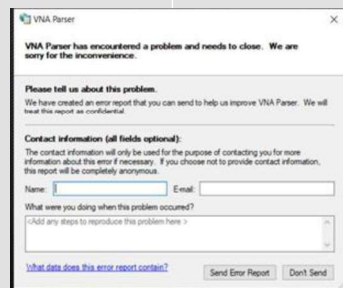 VNA Parser
VNA Parser has encountered a problem and needs to close. We are
sorry for the inconvenience.
Please tell us about this problem.
We have created an error report that you can send to help us improve VNA Parser. We will
treat this report as confidential.
Contact information (all fields optional):
The contact information will only be used for the purpose of contacting you for more
information about this error if necessary. If you choose not to provide contact information,
this report will be completely anonymous.
Name: E-mail:
What were you doing when this problem occurred?
<Add any steps to reproduce this problem here >
What data does this error report contain? Send Error Report Don't Send